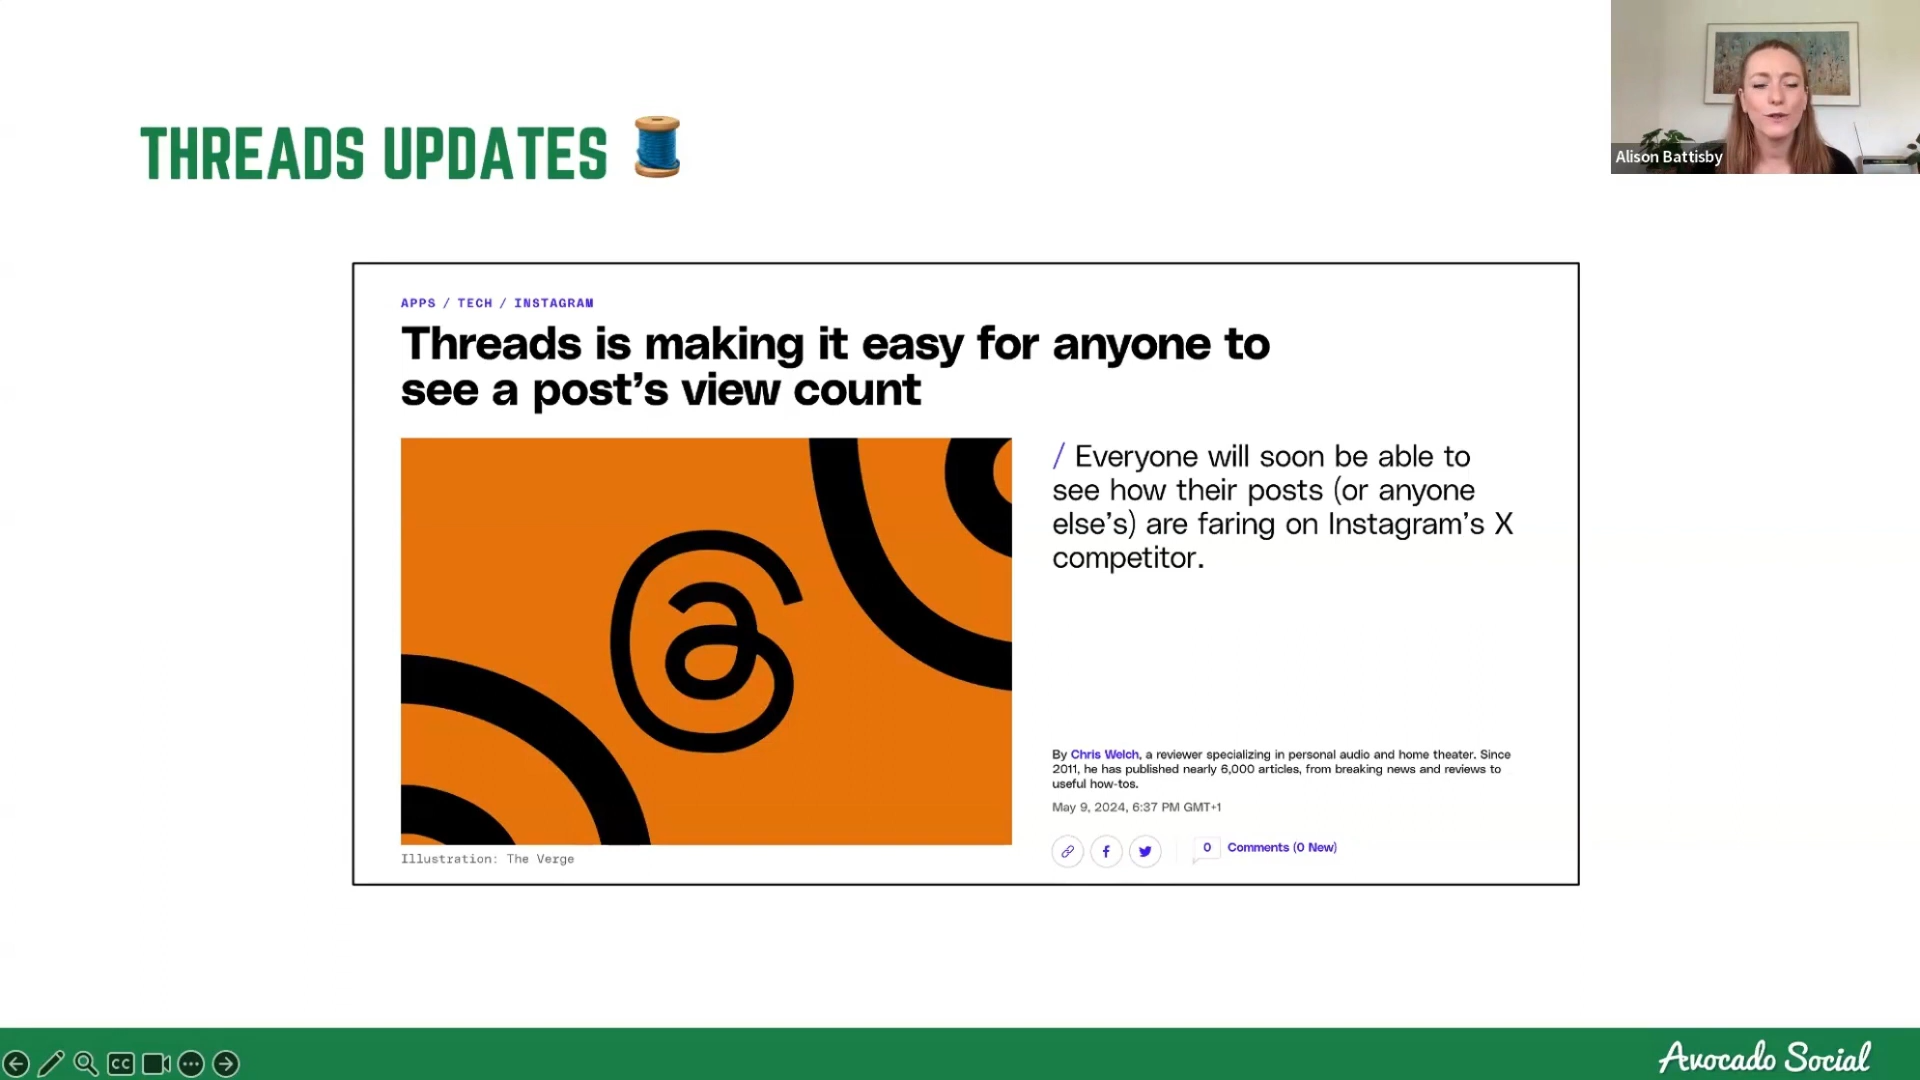 THREADS UPDATES
Alison Battisby
APPS / TECH / INSTAGRAM
Threads is making it easy for anyone to
see a post’s view count
/ Everyone will soon be able to
see how their posts (or anyone
else’s) are faring on Instagram’s X
competitor.
By Chris Welch, a reviewer specializing in personal audio and home theater. Since
2011, he has published nearly 6,000 articles, from breaking news and reviews to
useful how-tos.
May 9, 2024, 6:37 PM GMT+1
0 Comments (0 New)
Illustration: The Verge
CC
Avocado Social